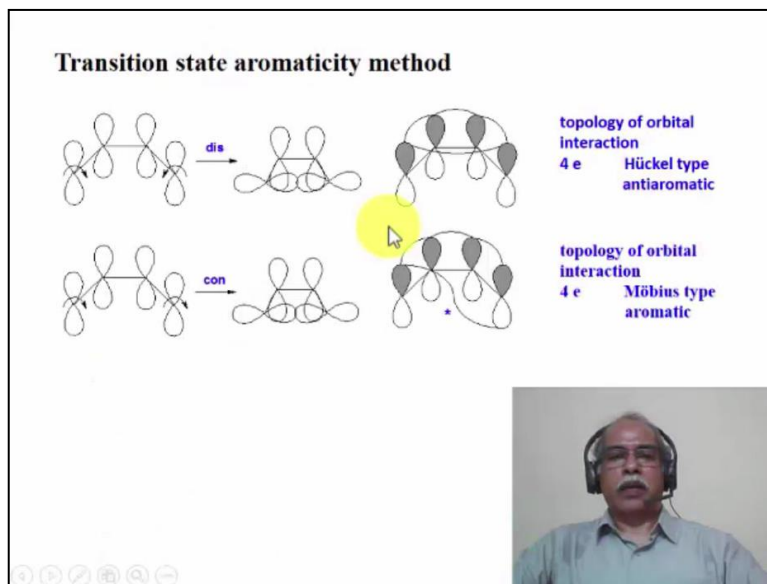 Transition state aromaticity method
dis
topology of orbital
interaction
4 e Hückel type
antiaromatic
con
topology of orbital
interaction
4 e Möbius type
aromatic
*